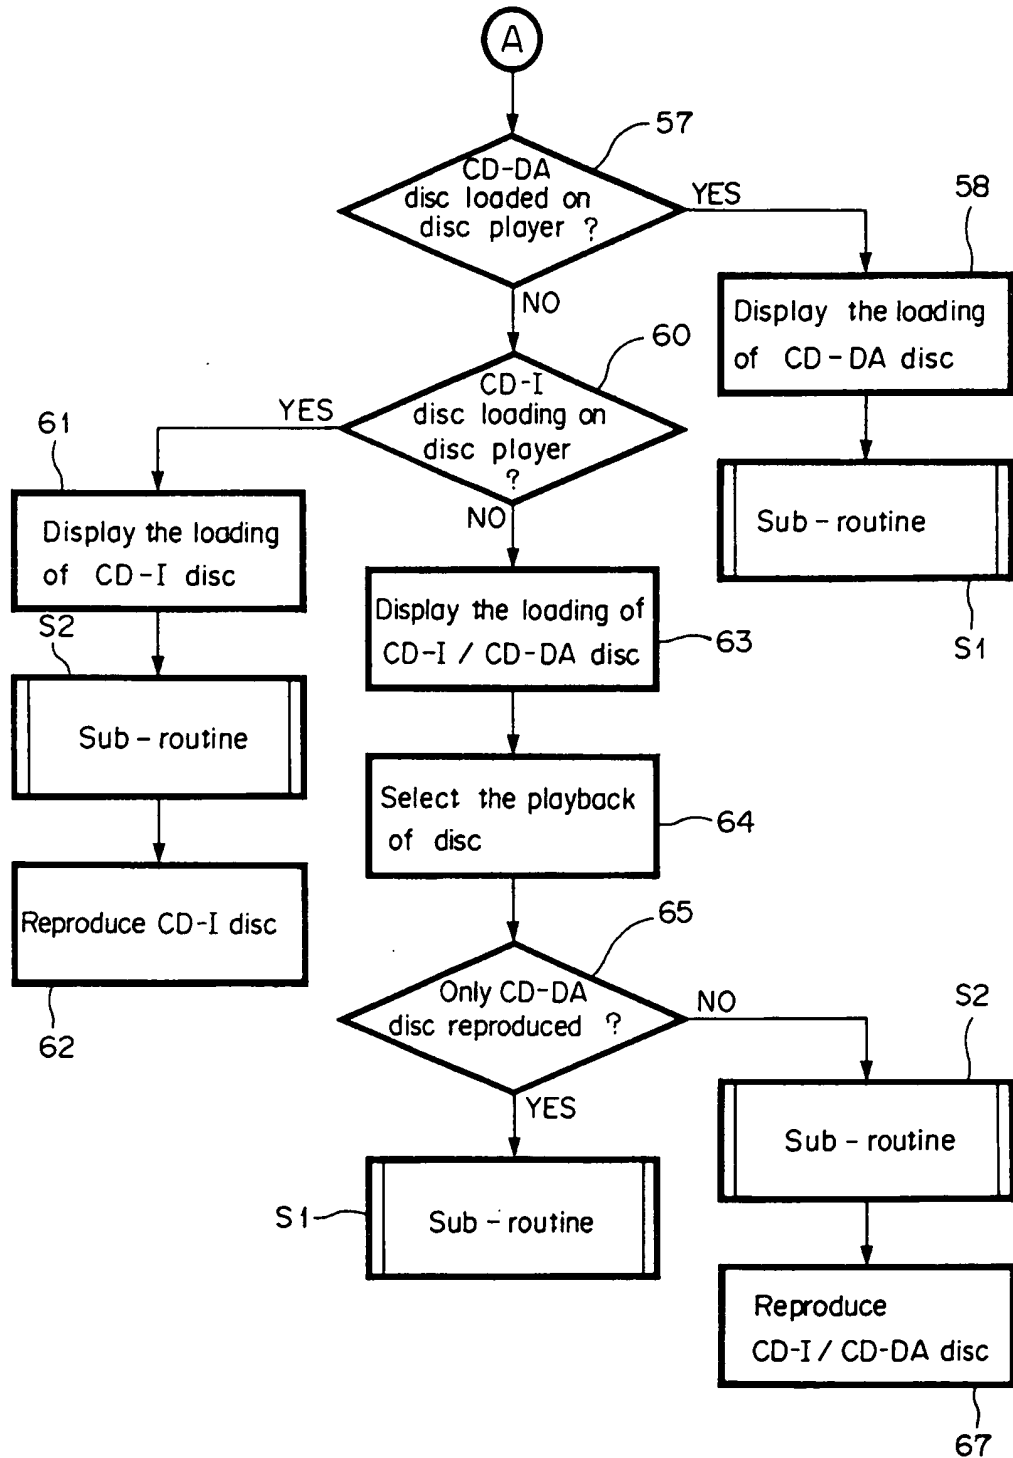 A
57
CD-DA
disc loaded on
disc player ?
YES
58
NO
Display the loading
of CD-DA disc
60
CD-I
disc loading on
disc player
?
YES
61
NO
Sub-routine
S1
Display the loading
of CD-I disc
Display the loading of
CD-I / CD-DA disc
63
S2
Sub-routine
Select the playback
of disc
64
Reproduce CD-I disc
62
65
Only CD-DA
disc reproduced ?
NO
S2
YES
Sub-routine
S1
Sub-routine
Reproduce
CD-I / CD-DA disc
67